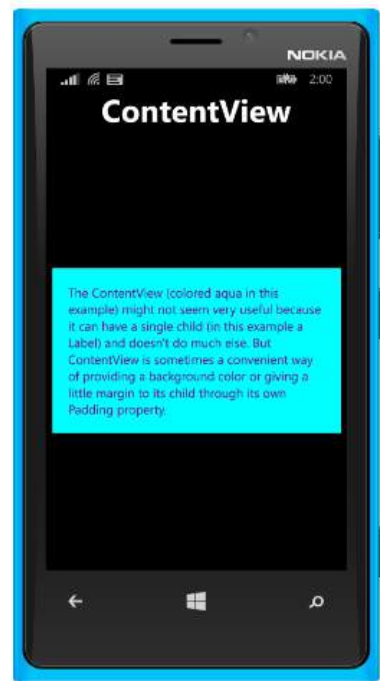 NOKIA
2:00
ContentView
The ContentView (colored aqua in this
example) might not seem very useful because
it can have a single child (in this example a
Label) and doesn't do much else. But
ContentView is sometimes a convenient way
of providing a background color or giving a
little margin to its child through its own
Padding property.